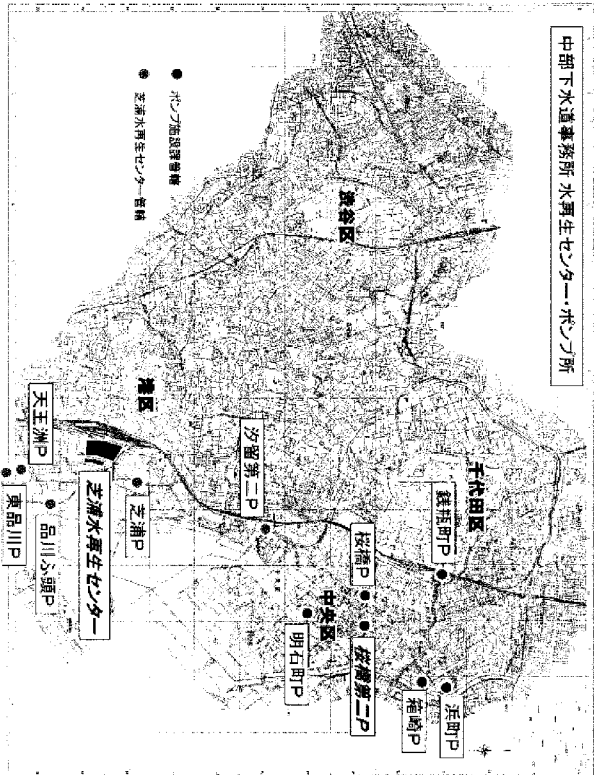 中部下水道事務所 水再生センター・ポンプ所
● ポンプ施設課管轄
● 芝浦水再生センター管轄
渋谷区
千代田区
港区
中央区
銭瓶町P
浜町P
箱崎P
桜橋P
桜橋第二P
明石町P
汐留第二P
芝浦P
芝浦水再生センター
品川ふ頭P
天王洲P
東品川P